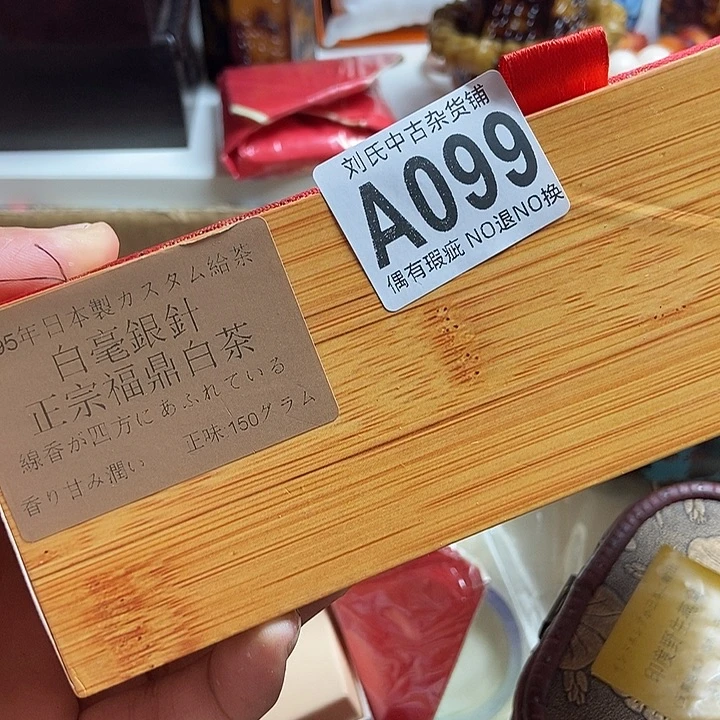 刘氏中古杂货铺
A099
偶有瑕疵 NO退NO换
95年日本製カスタム給茶
白毫銀針
正宗福鼎白茶
線香が四方にあふれている
正味:150グラム
香り甘み潤い